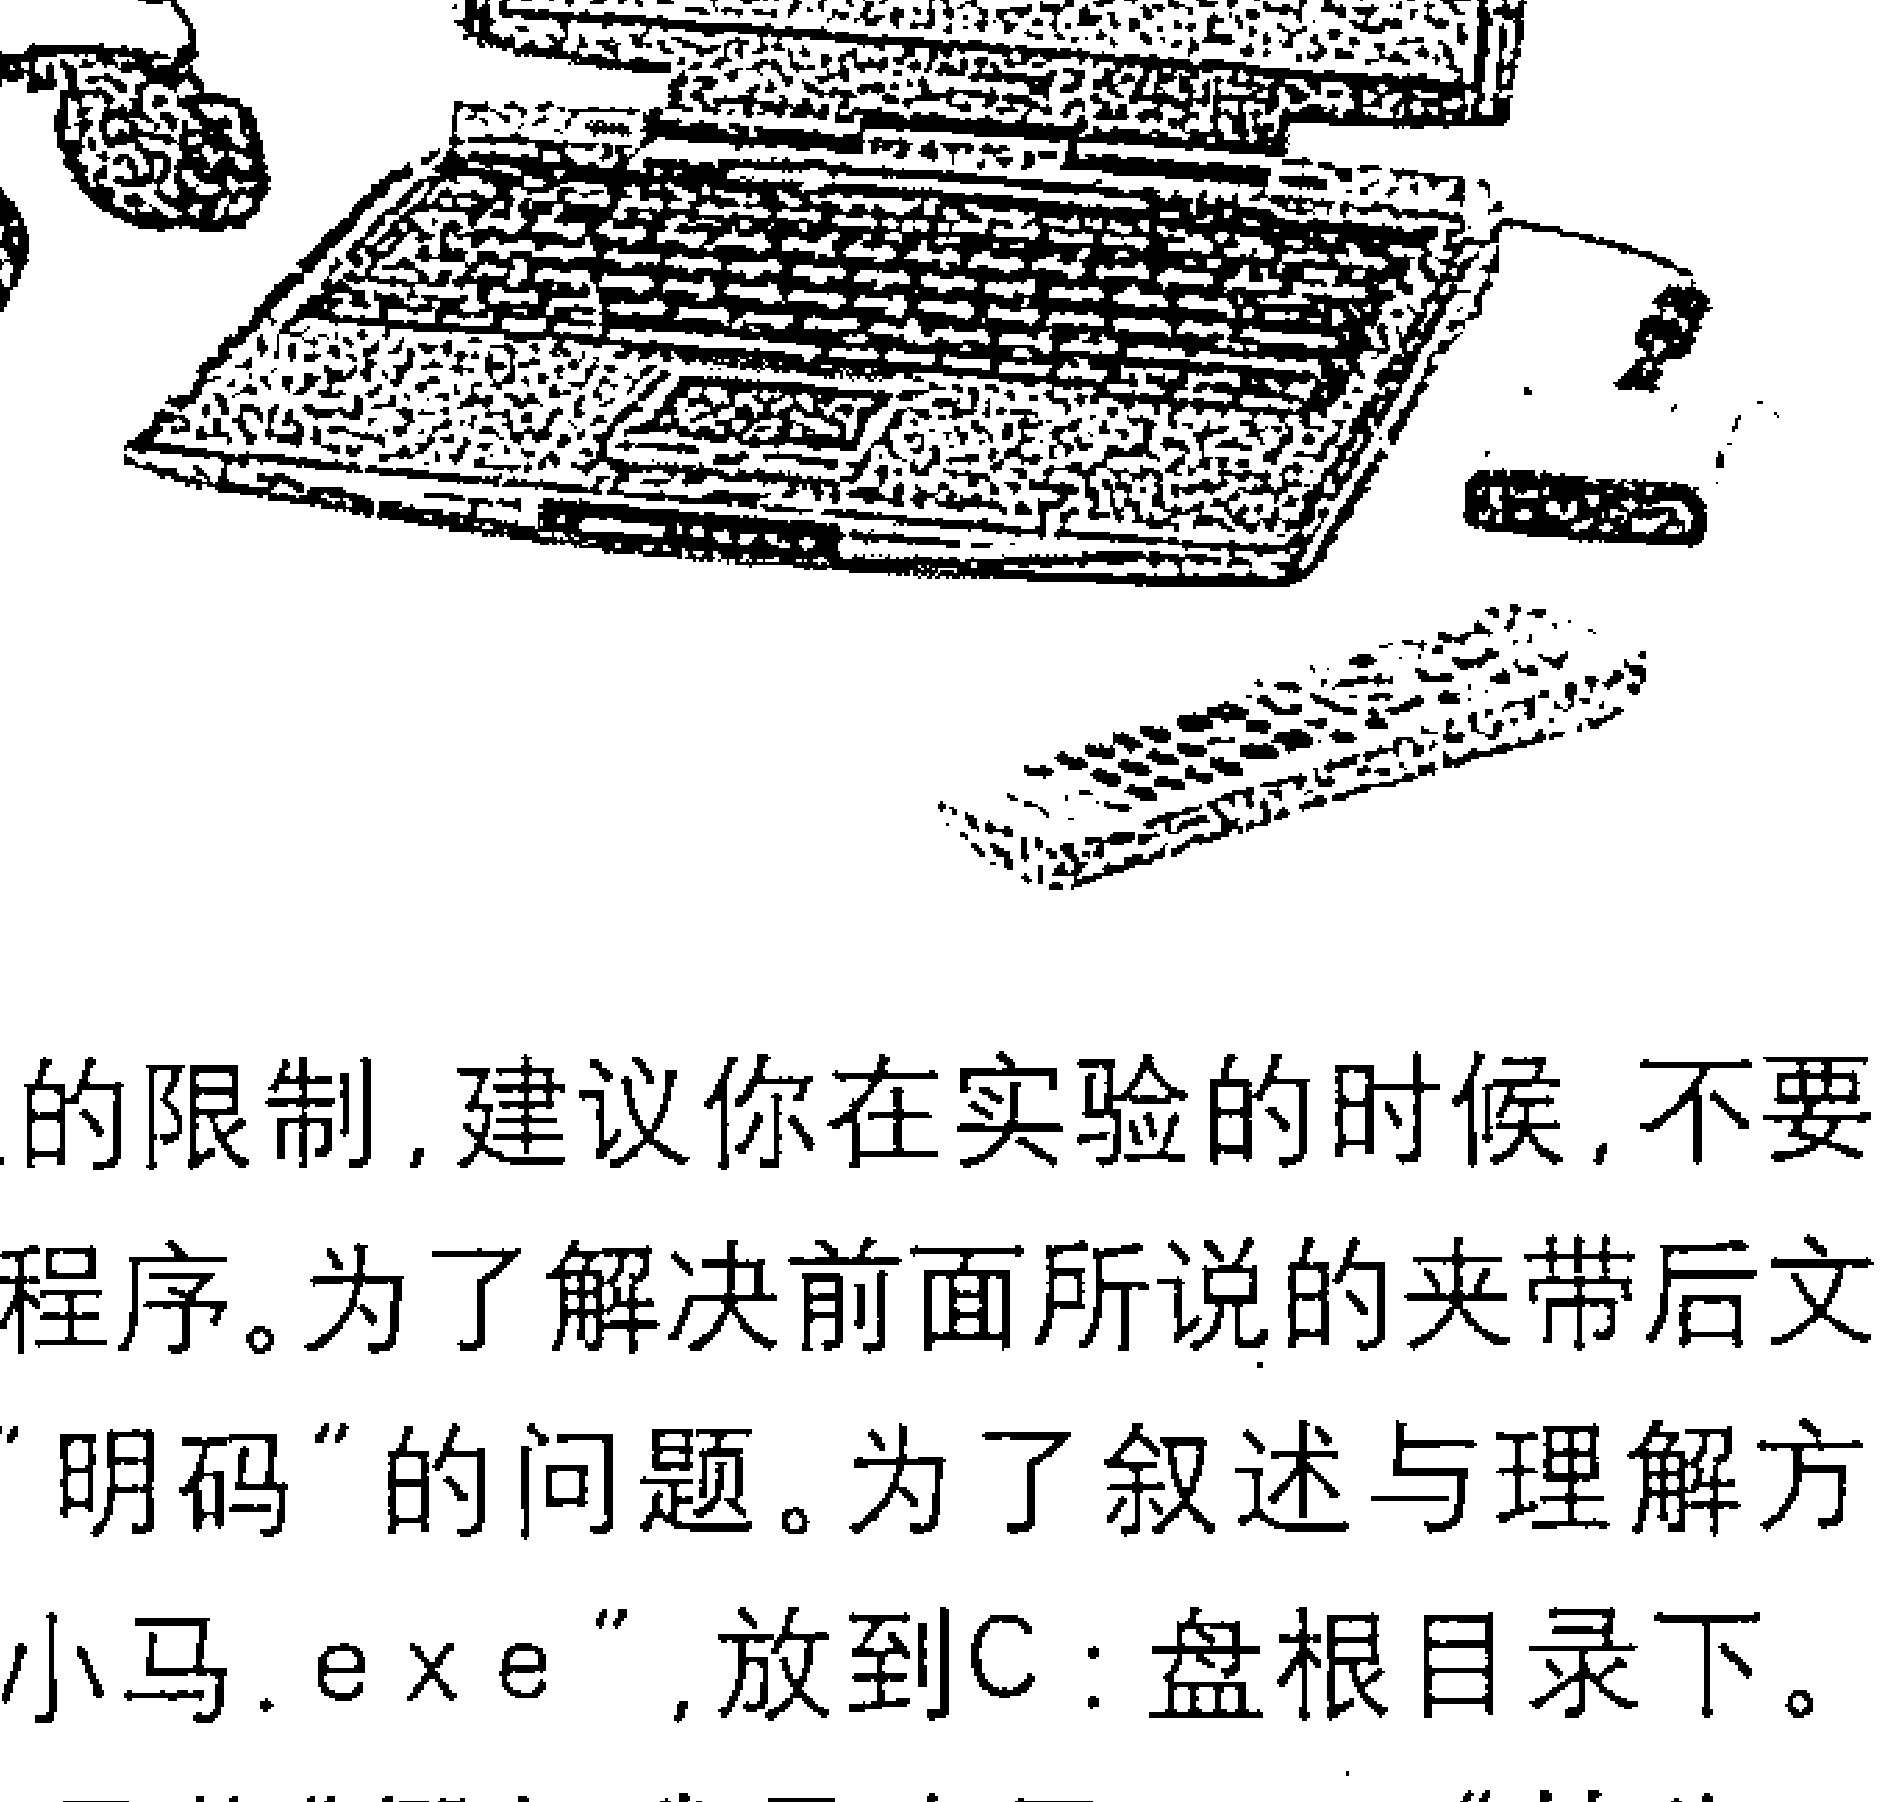 的限制,建议你在实验的时候,不要
程序。为了解决前面所说的夹带后文
"明码"的问题。为了叙述与理解方
小马.exe",放到C:盘根目录下。